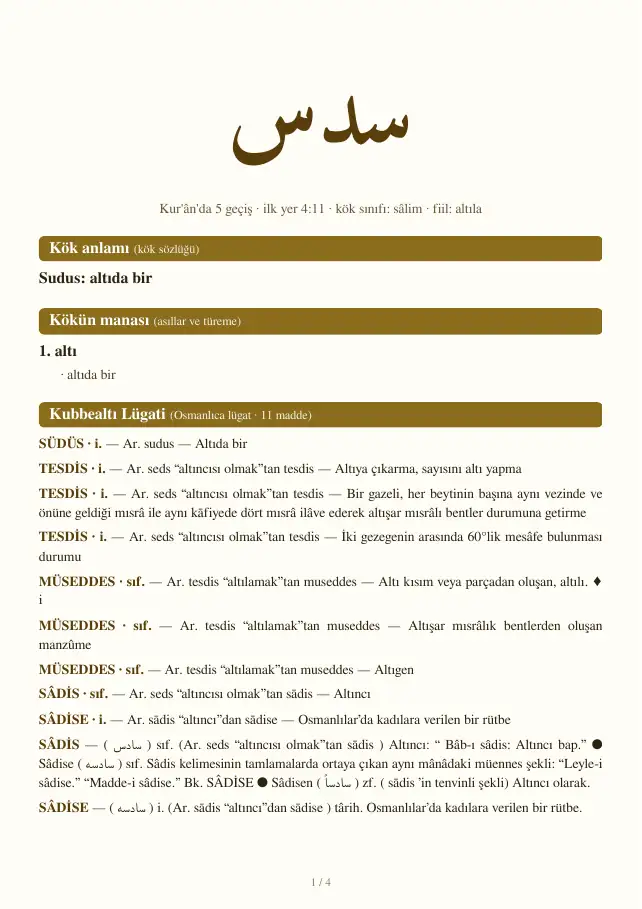 سدس
Kur'ân'da 5 geçiş · ilk yer 4:11 · kök sınıfı: sâlim · fiil: altıla
Kök anlamı (kök sözlüğü)
Sudus: altıda bir
Kökün manası (asıllar ve türeme)
1. altı
· altıda bir
Kubbealtı Lügati (Osmanlıca lügat · 11 madde)
SÜDÜS · i. — Ar. sudus — Altıda bir
TESDİS · i. — Ar. seds “altıncısı olmak”tan tesdis — Altıya çıkarma, sayısını altı yapma
TESDİS · i. — Ar. seds “altıncısı olmak”tan tesdis — Bir gazeli, her beytinin başına aynı vezinde ve
önüne geldiği mısrâ ile aynı kāfiyede dört mısrâ ilâve ederek altışar mısrâlı bentler durumuna getirme
TESDİS · i. — Ar. seds “altıncısı olmak”tan tesdis — İki gezegenin arasında 60°lik mesâfe bulunması
durumu
MÜSEDDES · sıf. — Ar. tesdis “altılamak”tan museddes — Altı kısım veya parçadan oluşan, altılı. ♦
i
MÜSEDDES · sıf. — Ar. tesdis “altılamak”tan museddes — Altışar mısrâlık bentlerden oluşan
manzûme
MÜSEDDES · sıf. — Ar. tesdis “altılamak”tan museddes — Altıgen
SÂDİS · sıf. — Ar. seds “altıncısı olmak”tan sādis — Altıncı
SÂDİSE · i. — Ar. sādis “altıncı”dan sādise — Osmanlılar’da kadılara verilen bir rütbe
SÂDİS — ( سادس ) sıf. (Ar. seds “altıncısı olmak”tan sādis ) Altıncı: “ Bâb-ı sâdis: Altıncı bap.” ●
Sâdise ( سادسه ) sıf. Sâdis kelimesinin tamlamalarda ortaya çıkan aynı mânâdaki müennes şekli: “Leyle-i
sâdise.” “Madde-i sâdise.” Bk. SÂDİSE ● Sâdisen ( سادساً ) zf. ( sādis ’in tenvinli şekli) Altıncı olarak.
SÂDİSE — ( سادسه ) i. (Ar. sādis “altıncı”dan sādise ) târih. Osmanlılar’da kadılara verilen bir rütbe.
1 / 4